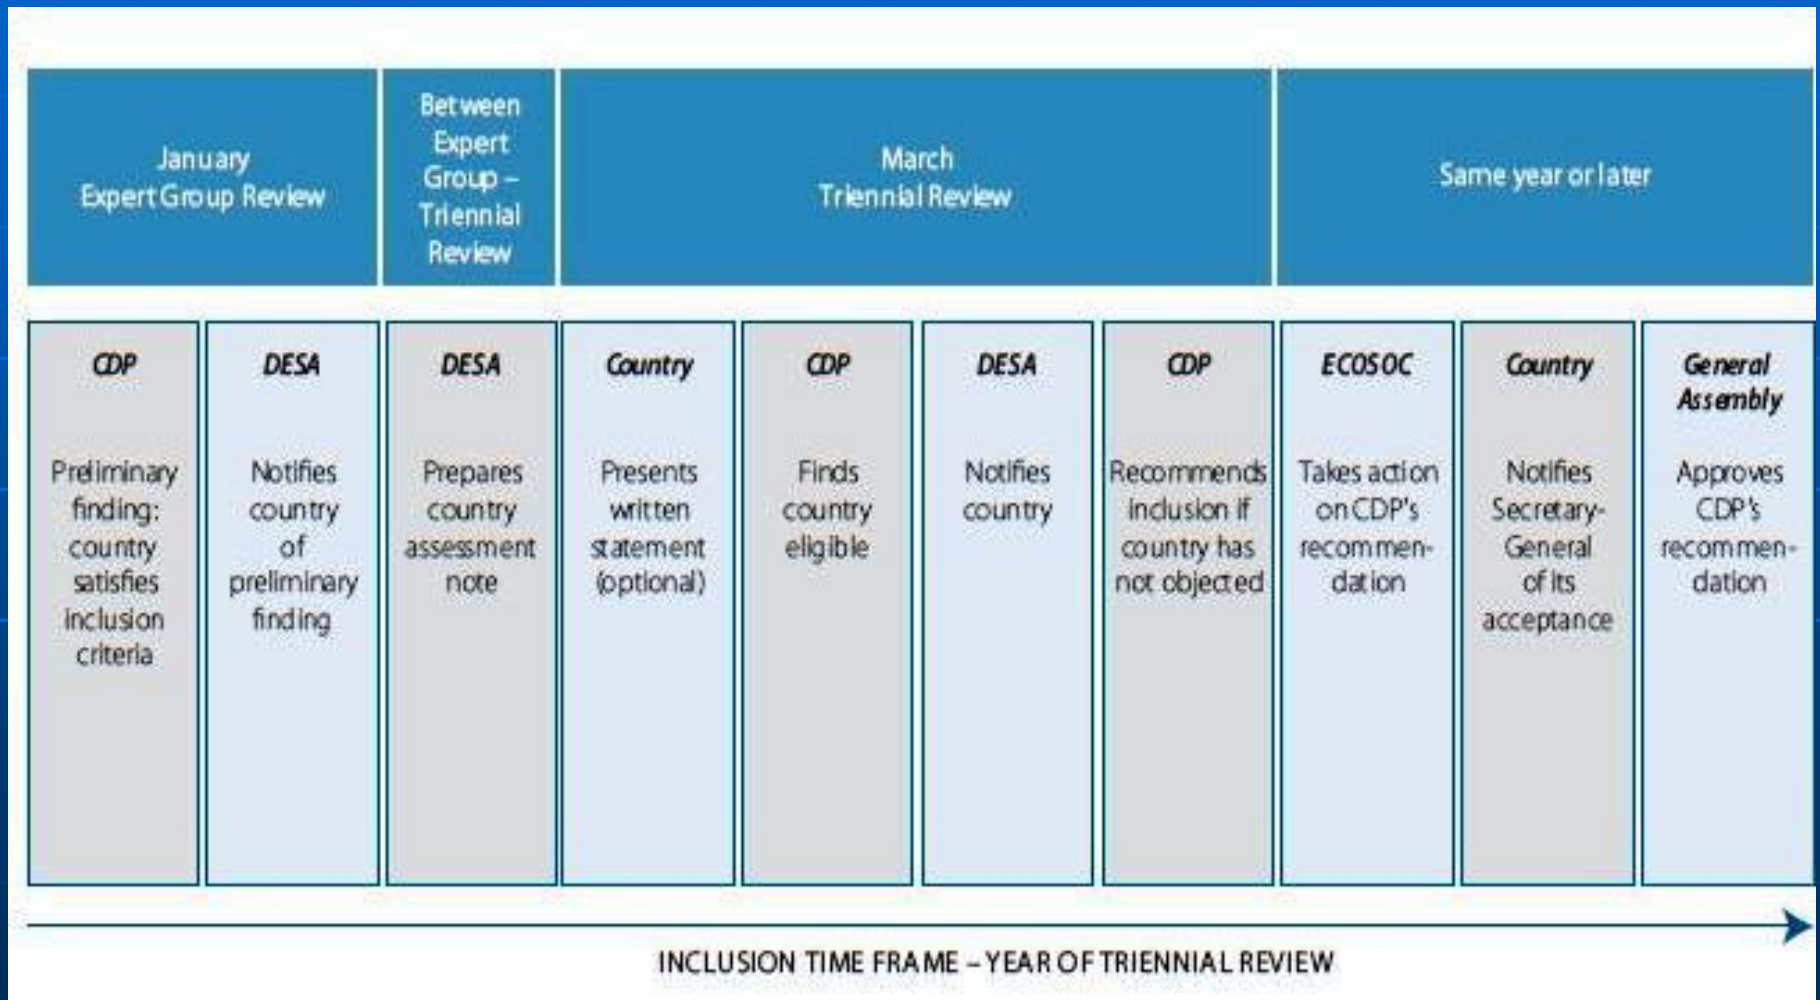 January
Expert Group Review
Between
Expert
Group –
Triennial
Review
March
Triennial Review
Same year or later
CDP
Preliminary
finding:
country
satisfies
inclusion
criteria
DESA
Notifies
country
of
preliminary
finding
DESA
Prepares
country
assessment
note
Country
Presents
written
statement
(optional)
CDP
Finds
country
eligible
DESA
Notifies
country
CDP
Recommends
inclusion if
country has
not objected
ECOSOC
Takes action
on CDP's
recommen-
dation
Country
Notifies
Secretary-
General
of its
acceptance
General
Assembly
Approves
CDP's
recommen-
dation
INCLUSION TIME FRAME – YEAR OF TRIENNIAL REVIEW